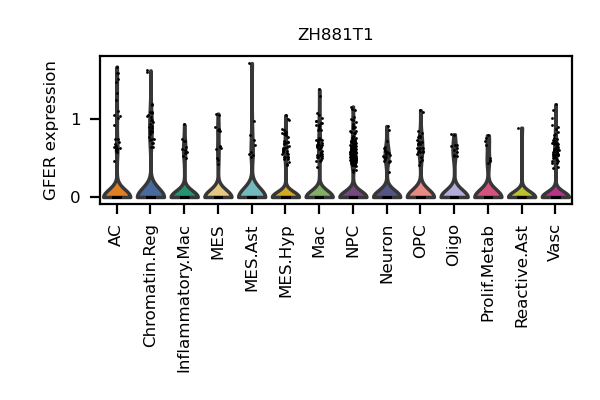 ZH881T1
GFER expression
1
0
AC
Chromatin.Reg
Inflammatory.Mac
MES
MES.Ast
MES.Hyp
Mac
NPC
Neuron
OPC
Oligo
Prolif.Metab
Reactive.Ast
Vasc